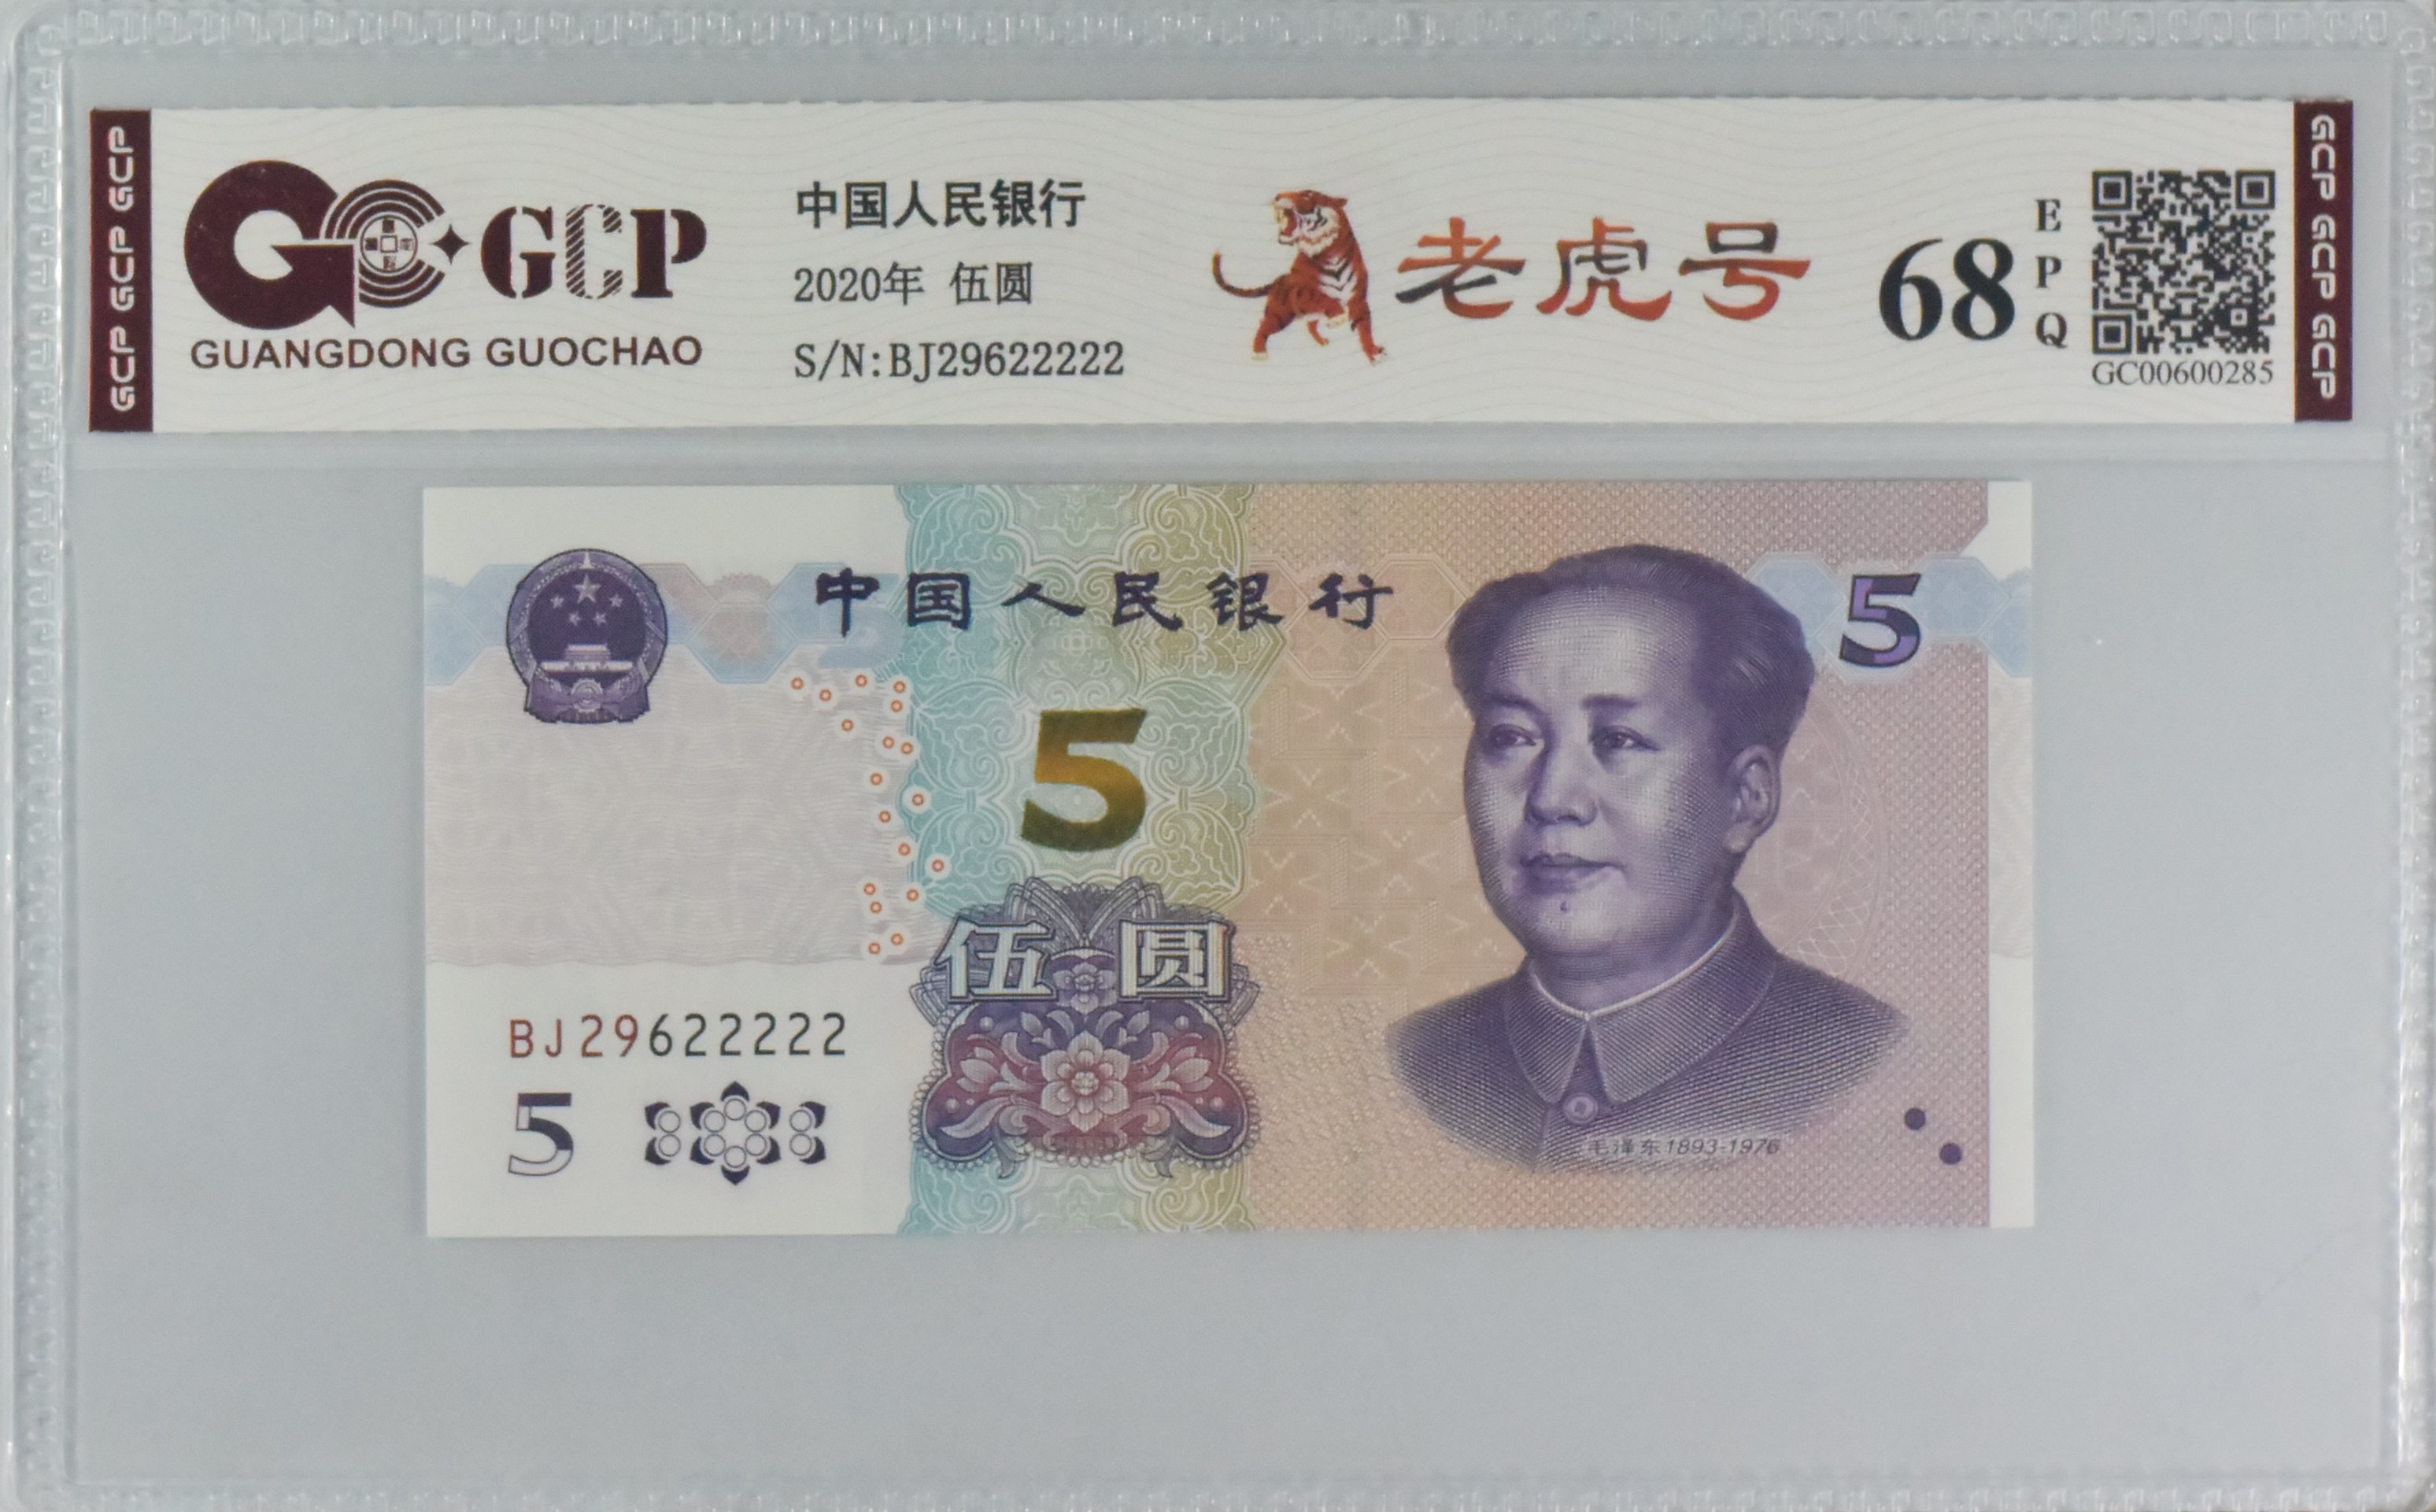 GCP GCP GCP
GCP
GUANGDONG GUOCHAO
中国人民银行
2020年 伍圆
S/N:BJ29622222
老虎号
68
EPQ
GC00600285
GCP GCP GCP
中国人民银行
5
5
伍圆
BJ29622222
5
毛泽东1893-1976